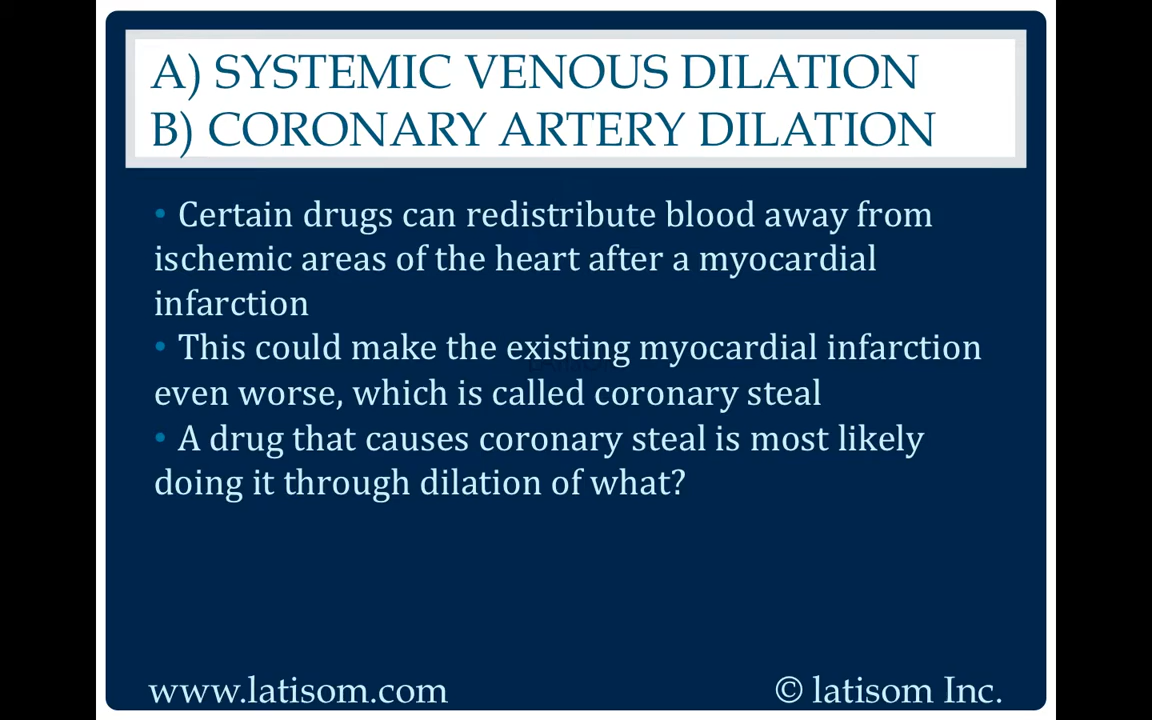 A) SYSTEMIC VENOUS DILATION
B) CORONARY ARTERY DILATION
• Certain drugs can redistribute blood away from
ischemic areas of the heart after a myocardial
infarction
• This could make the existing myocardial infarction
even worse, which is called coronary steal
• A drug that causes coronary steal is most likely
doing it through dilation of what?
www.latisom.com
© latisom Inc.